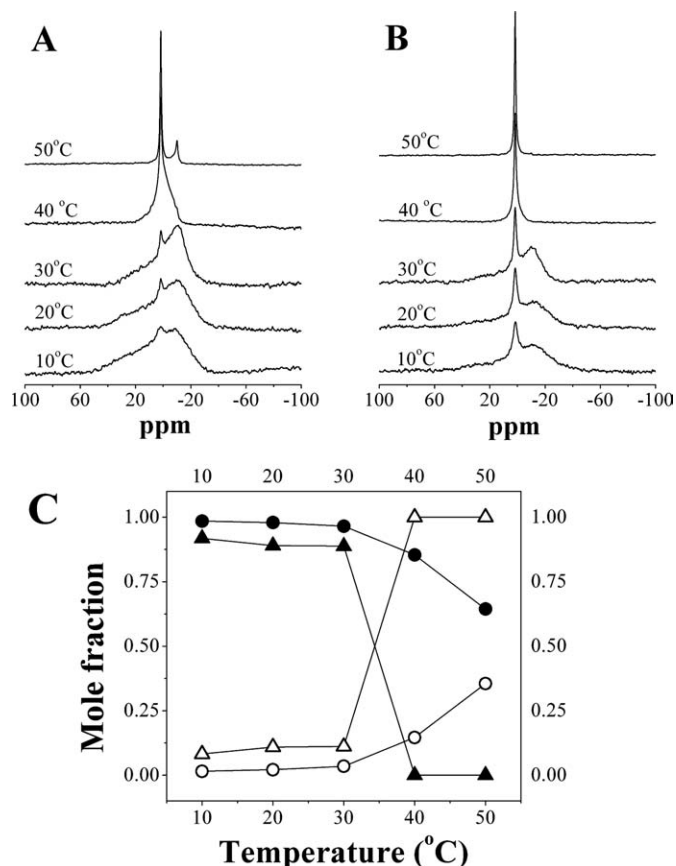 A
50°C
40 °C
30°C
20°C
10°C
100 60 20 -20 -60 -100
ppm
B
50°C
40 °C
30°C
20°C
10°C
100 60 20 -20 -60 -100
ppm
C
10 20 30 40 50
1.00 1.00
0.75 0.75
0.50 0.50
0.25 0.25
0.00 0.00
Mole fraction
10 20 30 40 50
Temperature (°C)